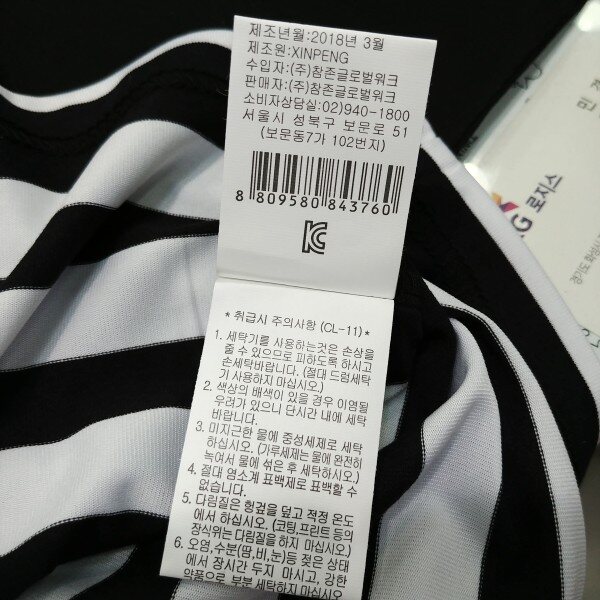 제조년월:2018년 3월
제조원:XINPENG
수입자:(주)참존글로벌워크
판매자:(주)참존글로벌워크
소비자상담실:02)940-1800
서울시 성북구 보문로 51
(보문동7가 102번지)
8 809580 843760
* 취급시 주의사항 (CL-11)*
1. 세탁기를 사용하는것은 손상을
줄 수 있으므로 피하도록 하시고
손세탁바랍니다. (절대 드럼세탁
기 사용하지 마십시오)
2. 색상의 배색이 있을 경우 이염될
우려가 있으니 단시간 내에 세탁
바랍니다.
3. 미지근한 물에 중성세제로 세탁
하십시오. (가루세제는 물에 완전히
녹여서 물에 섞은 후 세탁하십시오.
4. 절대 염소계 표백제로 표백할 수
없습니다.
5. 다림질은 헝겊을 덮고 적정 온도
에서 하십시오. (코팅,프린트 등의
장식위는 다림질을 하지 마십시오
6. 오염,수분(땀,비,눈)등 젖은 상태
에서 장시간 두지 마시고, 강한
약품으로 부분 세탁하지 마십시오
로지스